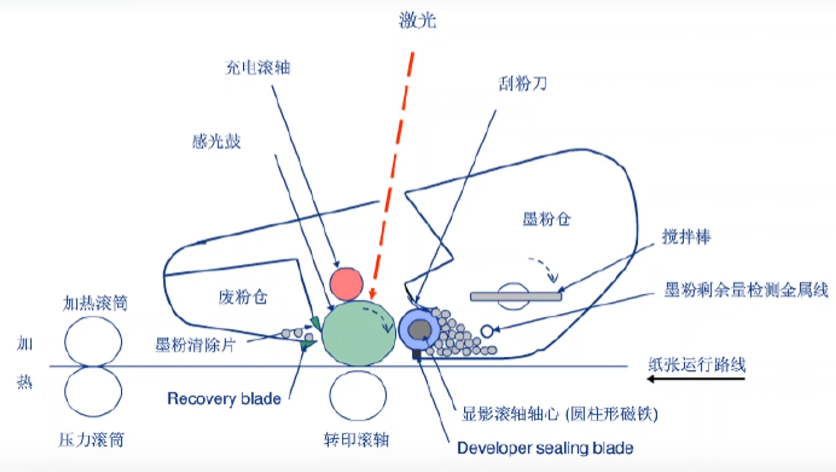 激光
充电滚轴
刮粉刀
感光鼓
墨粉仓
搅拌棒
废粉仓
墨粉剩余量检测金属线
加热滚筒
加
热
墨粉清除片
纸张运行路线
Recovery blade
显影滚轴轴心 (圆柱形磁铁)
压力滚筒
转印滚轴
Developer sealing blade